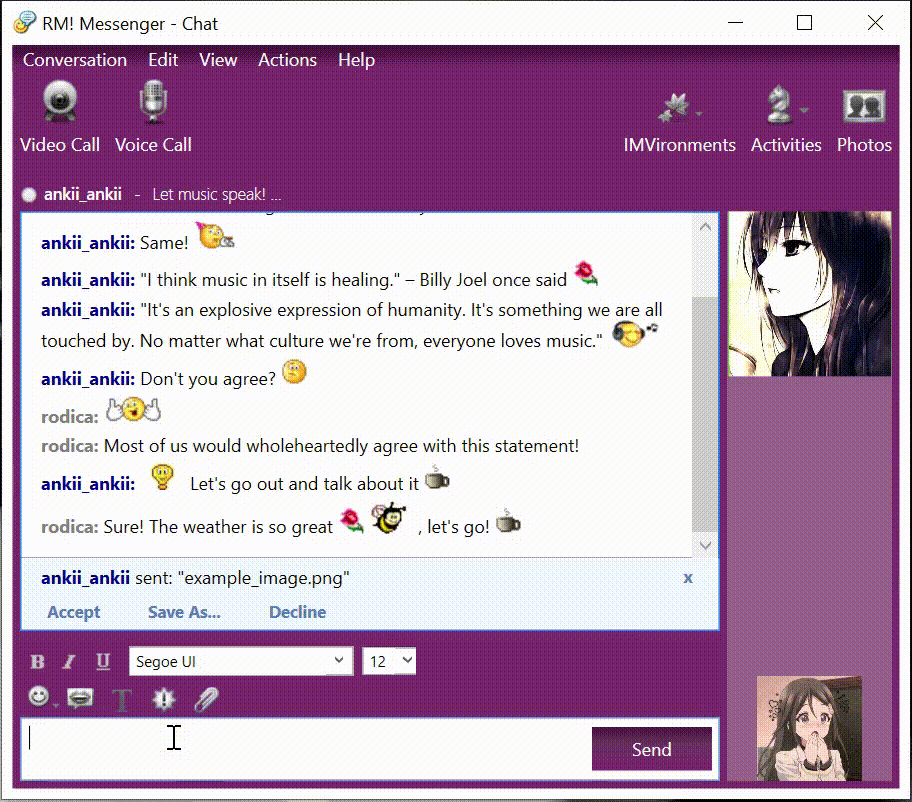 RM! Messenger - Chat
Conversation Edit View Actions Help
Video Call Voice Call IMVironments Activities Photos
ankii_ankii - Let music speak! ...
ankii_ankii: Same!
ankii_ankii: "I think music in itself is healing." – Billy Joel once said
ankii_ankii: "It's an explosive expression of humanity. It's something we are all
touched by. No matter what culture we're from, everyone loves music."
ankii_ankii: Don't you agree?
rodica:
rodica: Most of us would wholeheartedly agree with this statement!
ankii_ankii: Let's go out and talk about it
rodica: Sure! The weather is so great , let's go!
ankii_ankii sent: "example_image.png" x
Accept Save As... Decline
B I U Segoe UI 12
T
Send